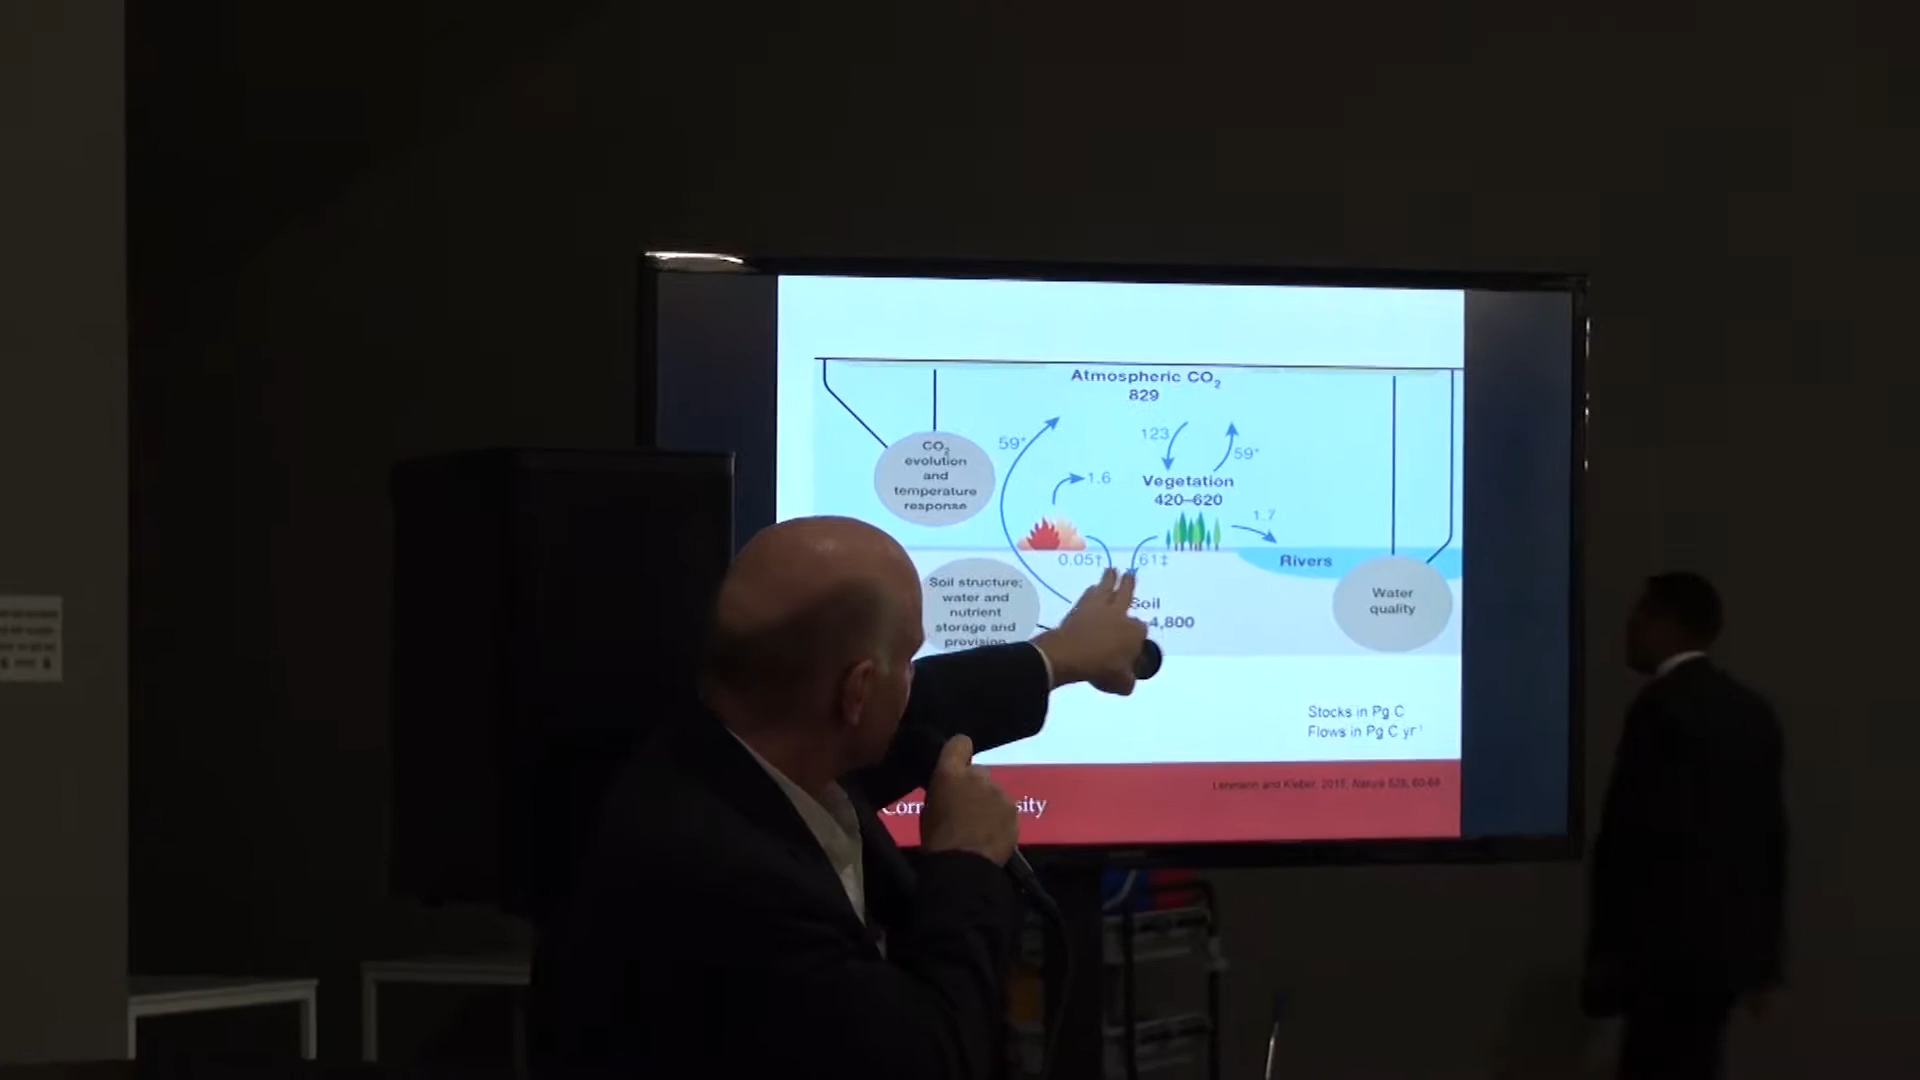 Atmospheric CO2
829
CO2
evolution
and
temperature
response
59*
123
59*
1.6
Vegetation
420–620
1.7
0.05†
61‡
Rivers
Soil structure;
water and
nutrient
storage and
provision
Soil
4,800
Water
quality
Stocks in Pg C
Flows in Pg C yr-1
Lehmann and Kleber, 2015, Nature 528, 60-68
Corn sity